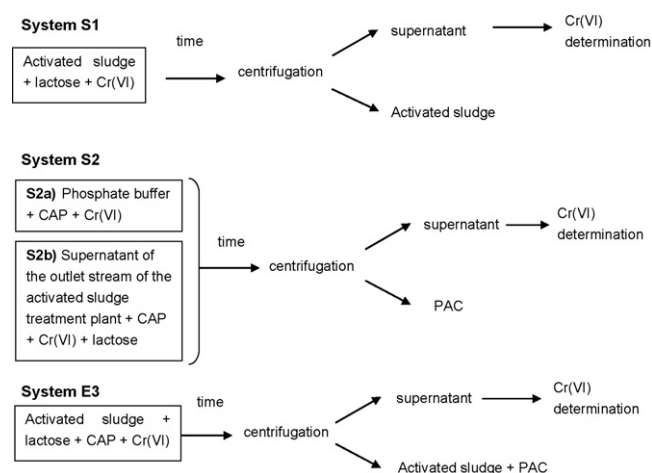 System S1
time
Activated sludge
+ lactose + Cr(VI)
centrifugation
supernatant
Cr(VI)
determination
Activated sludge
System S2
S2a) Phosphate buffer
+ CAP + Cr(VI)
S2b) Supernatant of
the outlet stream of the
activated sludge
treatment plant + CAP
+ Cr(VI) + lactose
time
centrifugation
supernatant
Cr(VI)
determination
PAC
System E3
time
Activated sludge +
lactose + CAP + Cr(VI)
centrifugation
supernatant
Cr(VI)
determination
Activated sludge + PAC